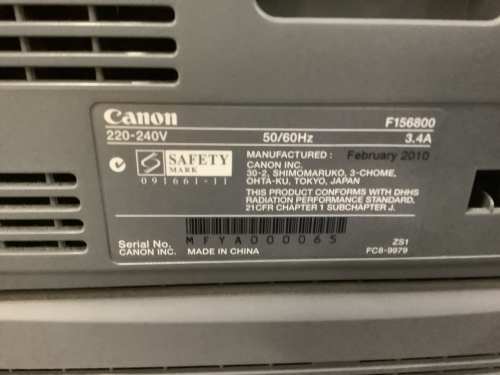 Canon
F156800
220-240V 50/60Hz 3.4A
SAFETY
MARK
091661-11
MANUFACTURED: February 2010
CANON INC.
30-2, SHIMOMARUKO, 3-CHOME,
OHTA-KU, TOKYO, JAPAN
THIS PRODUCT CONFORMS WITH DHHS
RADIATION PERFORMANCE STANDARD,
21CFR CHAPTER 1 SUBCHAPTER J.
MFYA000065
Serial No. ZS1
CANON INC. MADE IN CHINA FC8-9979